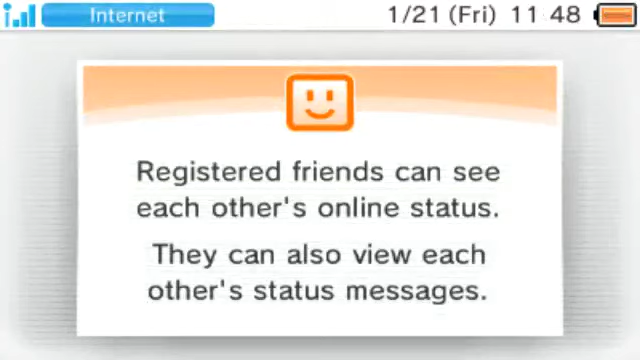 Internet 1/21 (Fri) 11 48
Registered friends can see
each other's online status.
They can also view each
other's status messages.